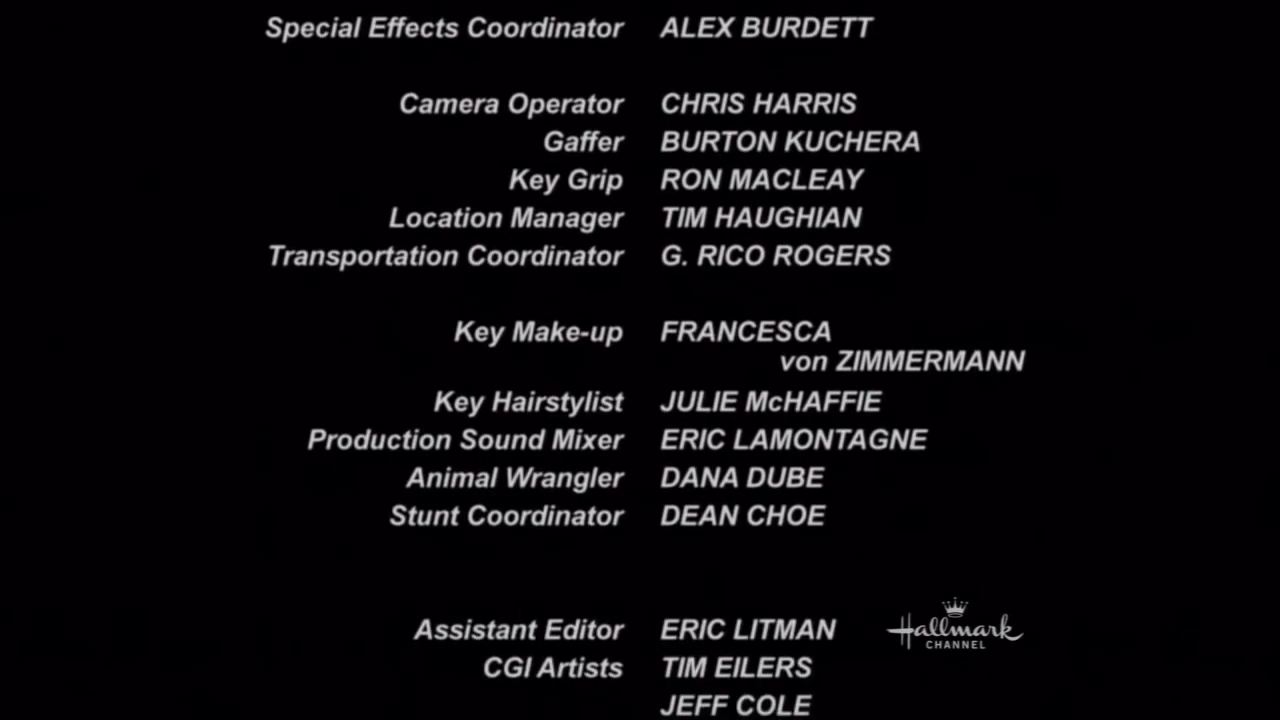 Special Effects Coordinator ALEX BURDETT
Camera Operator CHRIS HARRIS
Gaffer BURTON KUCHERA
Key Grip RON MACLEAY
Location Manager TIM HAUGHIAN
Transportation Coordinator G. RICO ROGERS
Key Make-up FRANCESCA
von ZIMMERMANN
Key Hairstylist JULIE McHAFFIE
Production Sound Mixer ERIC LAMONTAGNE
Animal Wrangler DANA DUBE
Stunt Coordinator DEAN CHOE
Assistant Editor ERIC LITMAN
CGI Artists TIM EILERS
JEFF COLE
Hallmark
CHANNEL